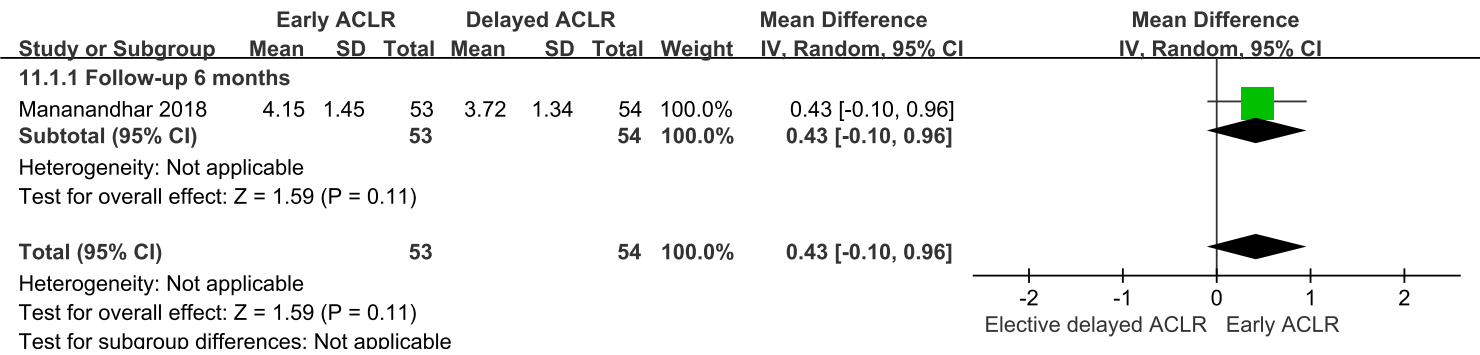 Early ACLR Delayed ACLR Mean Difference Mean Difference
Study or Subgroup Mean SD Total Mean SD Total Weight IV, Random, 95% CI IV, Random, 95% CI
11.1.1 Follow-up 6 months
Mananandhar 2018 4.15 1.45 53 3.72 1.34 54 100.0% 0.43 [-0.10, 0.96]
Subtotal (95% CI) 53 54 100.0% 0.43 [-0.10, 0.96]
Heterogeneity: Not applicable
Test for overall effect: Z = 1.59 (P = 0.11)
Total (95% CI) 53 54 100.0% 0.43 [-0.10, 0.96]
Heterogeneity: Not applicable
Test for overall effect: Z = 1.59 (P = 0.11)
Test for subgroup differences: Not applicable
-2 -1 0 1 2
Elective delayed ACLR Early ACLR